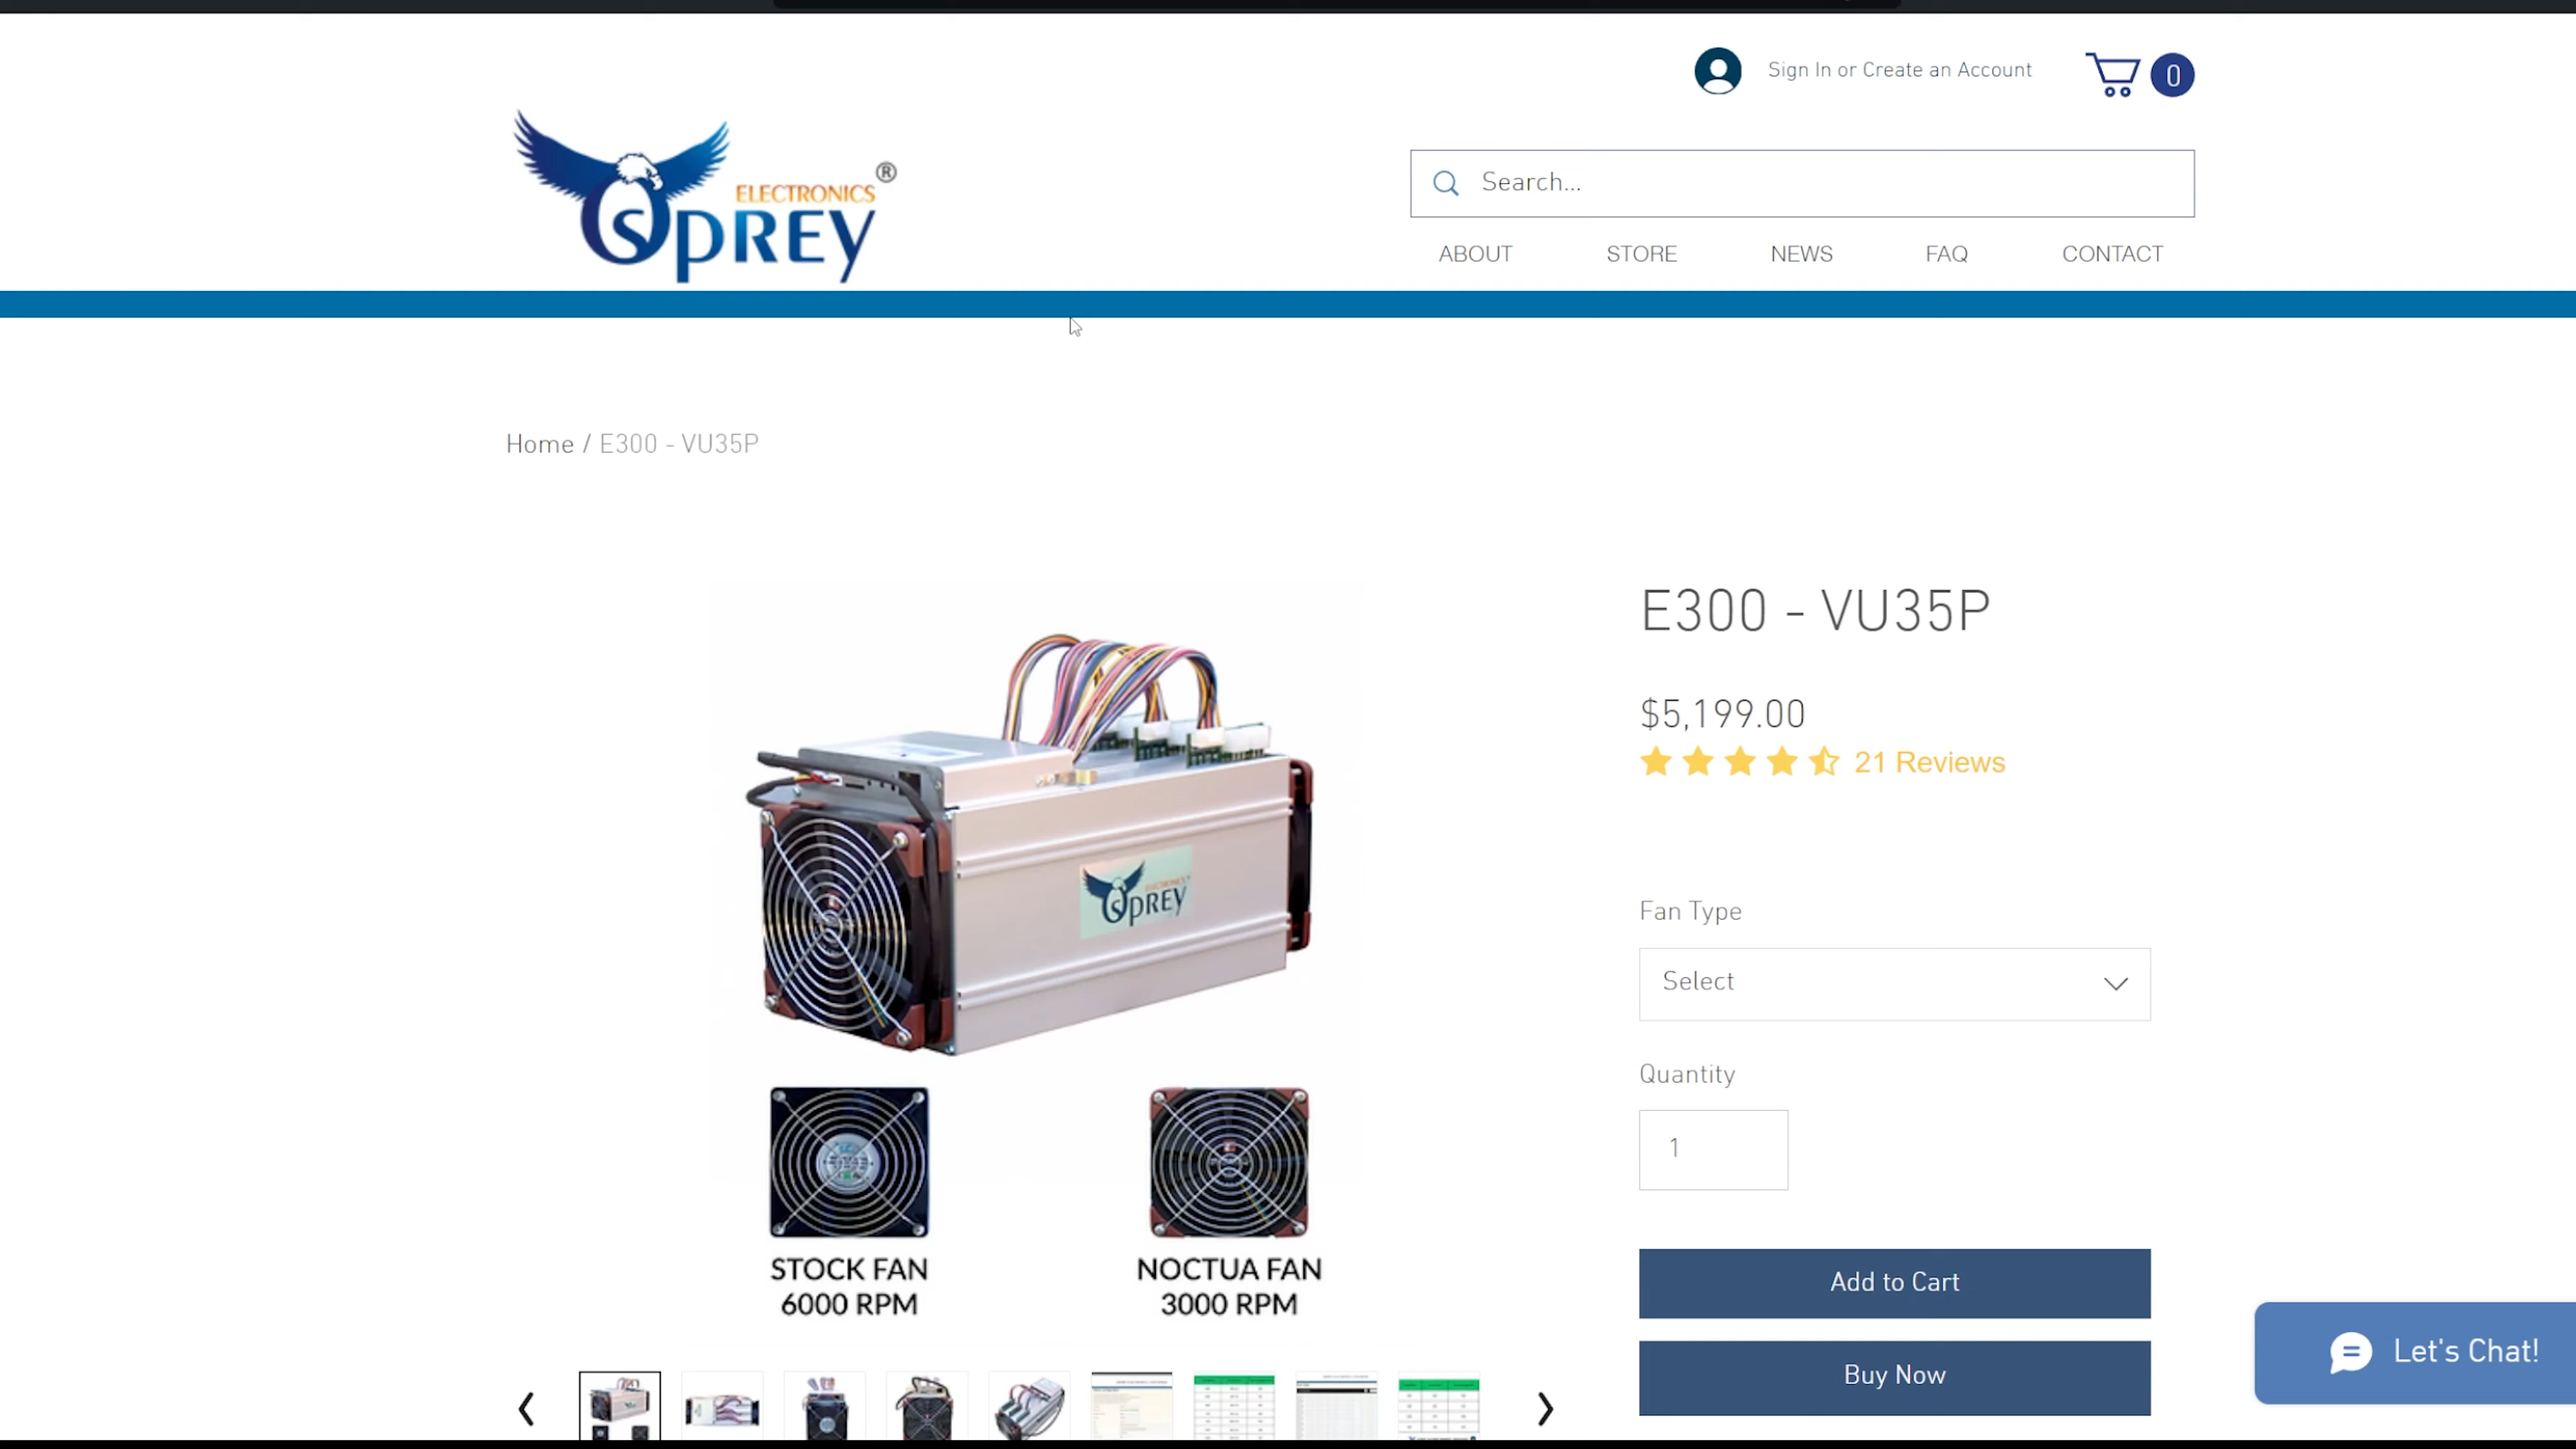 Sign In or Create an Account
0
ELECTRONICS
OSPREY
®
Search...
ABOUT STORE NEWS FAQ CONTACT
Home / E300 - VU35P
E300 - VU35P
$5,199.00
21 Reviews
ELECTRONICS
OSPREY
Fan Type
Select
Quantity
1
STOCK FAN
6000 RPM
NOCTUA FAN
3000 RPM
Add to Cart
Buy Now
Let's Chat!